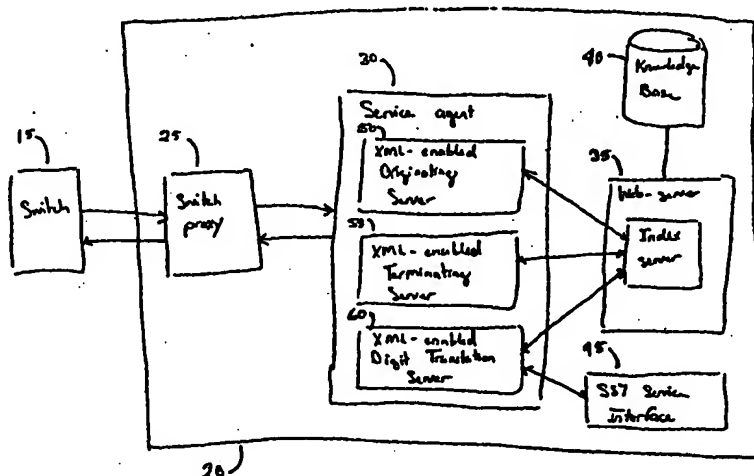 15
Switch
25
Switch
proxy
30
Service agent
50
XML-enabled
Originating
Server
55
XML-enabled
Terminating
Server
60
XML-enabled
Digit Translation
Server
40
Knowledge
Base
35
Web-server
Index
server
45
SS7 Service
Interface
20